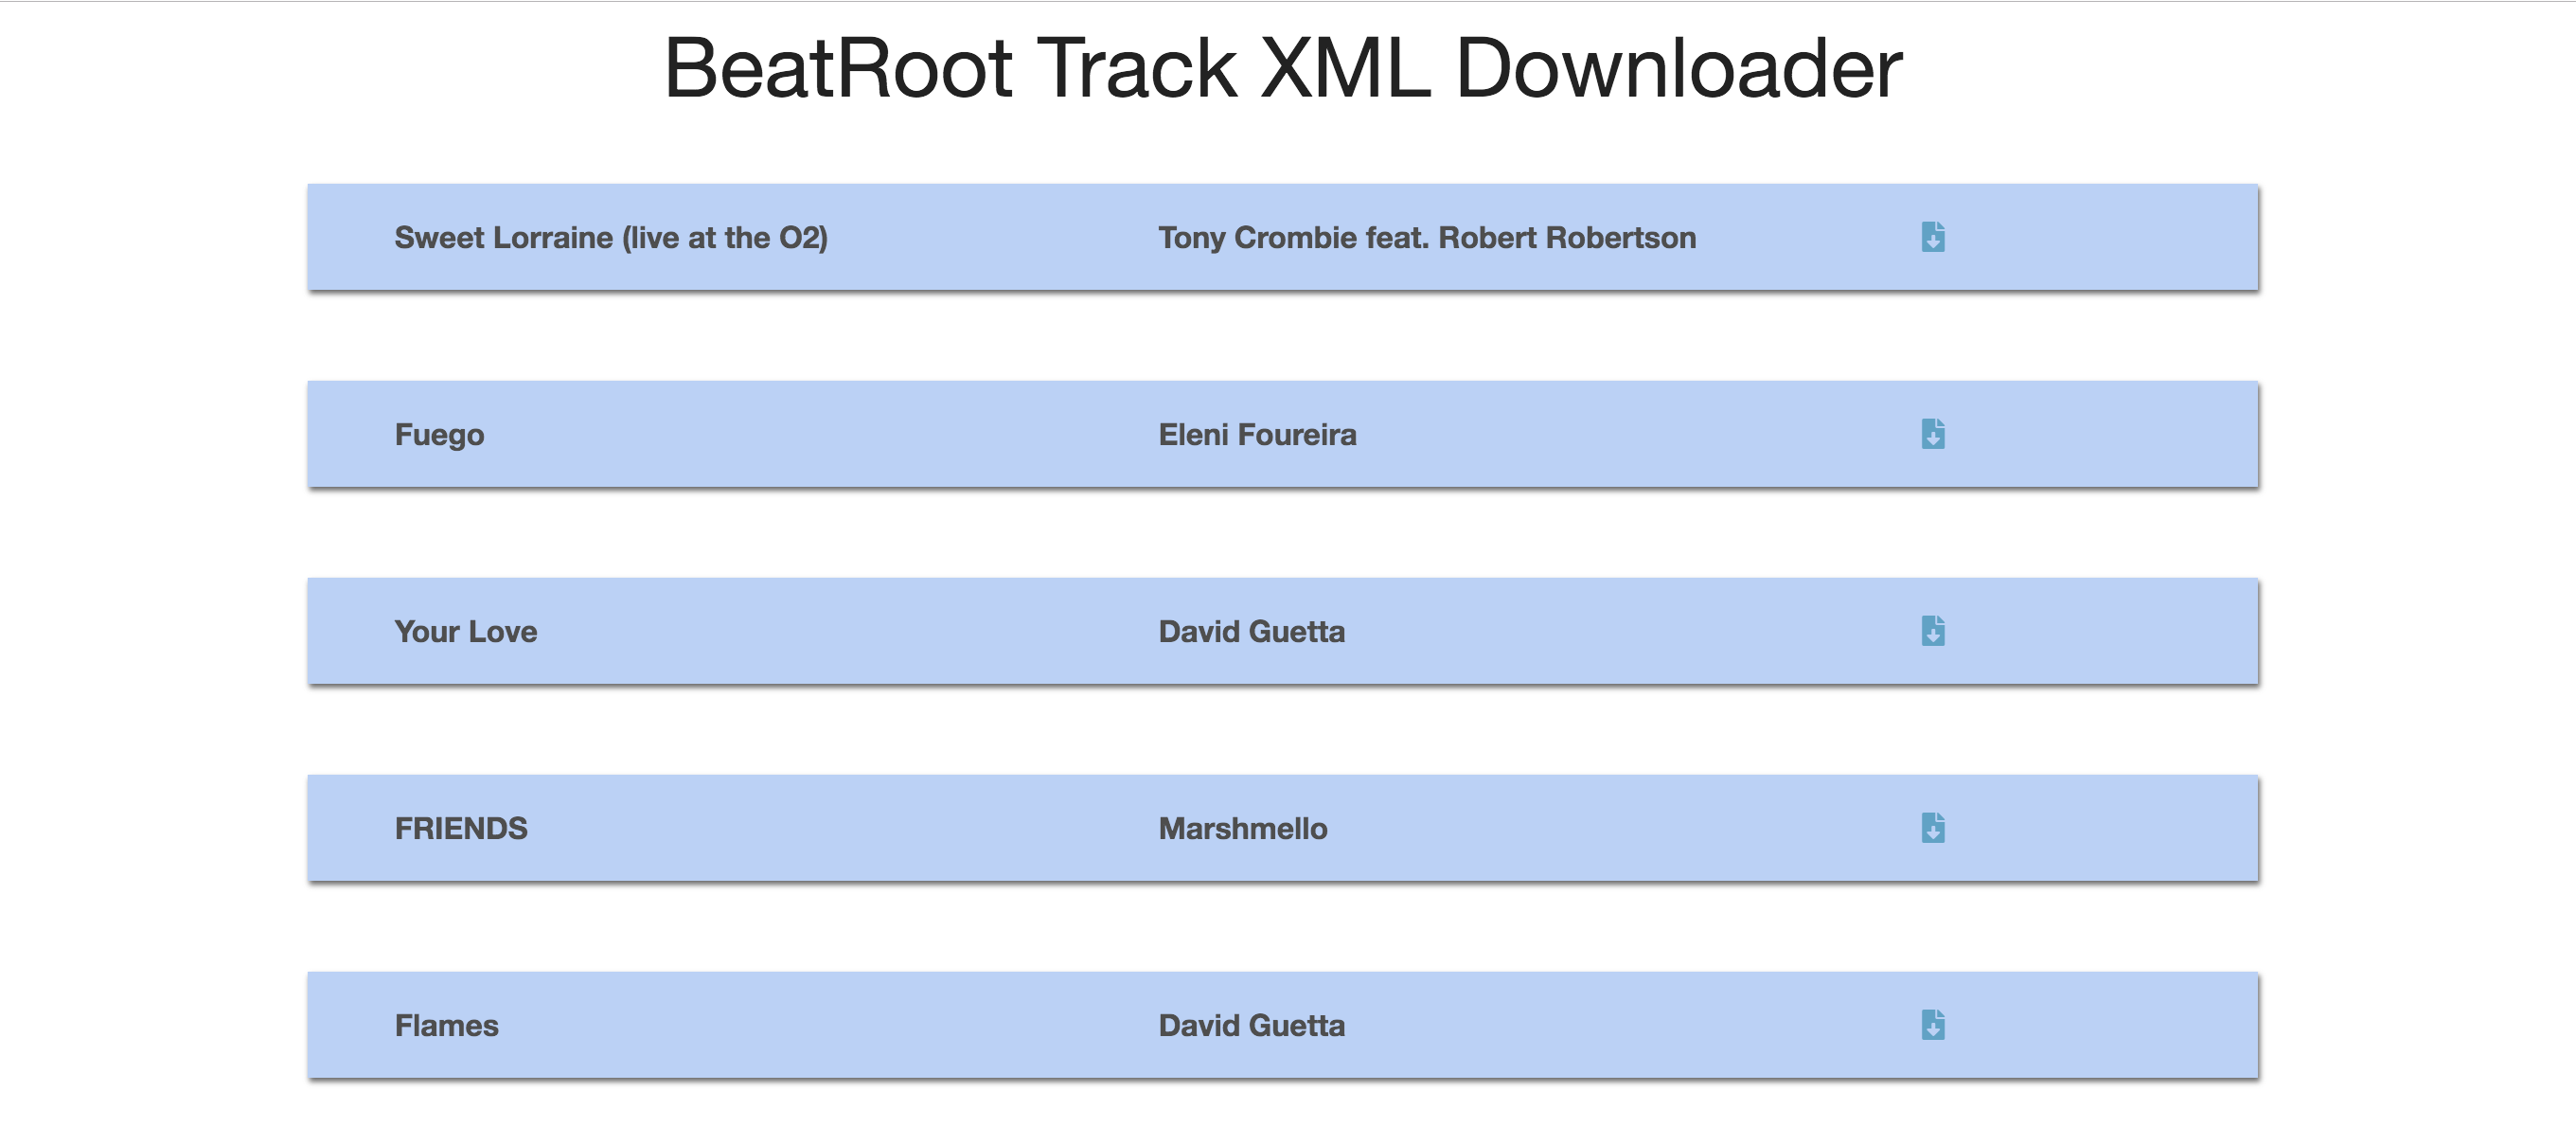 BeatRoot Track XML Downloader
Sweet Lorraine (live at the O2) Tony Crombie feat. Robert Robertson
Fuego Eleni Foureira
Your Love David Guetta
FRIENDS Marshmello
Flames David Guetta